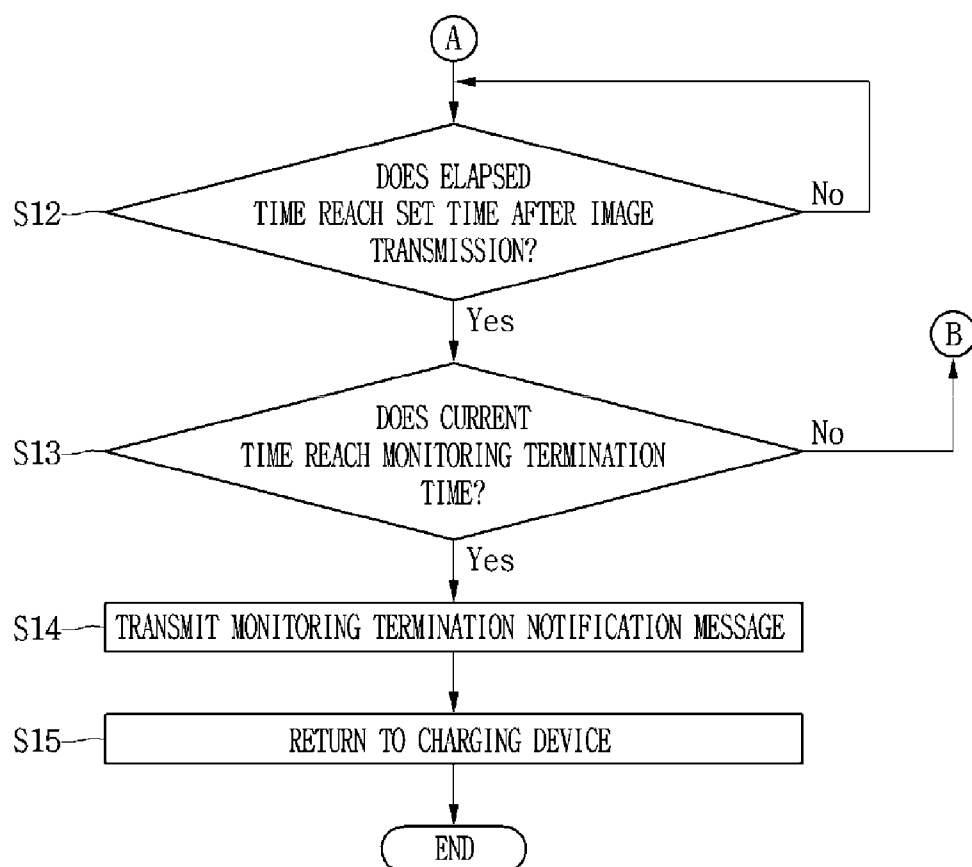 A
DOES ELAPSED
TIME REACH SET TIME AFTER IMAGE
TRANSMISSION?
No
S12
Yes
B
DOES CURRENT
TIME REACH MONITORING TERMINATION
TIME?
No
S13
Yes
S14
TRANSMIT MONITORING TERMINATION NOTIFICATION MESSAGE
S15
RETURN TO CHARGING DEVICE
END